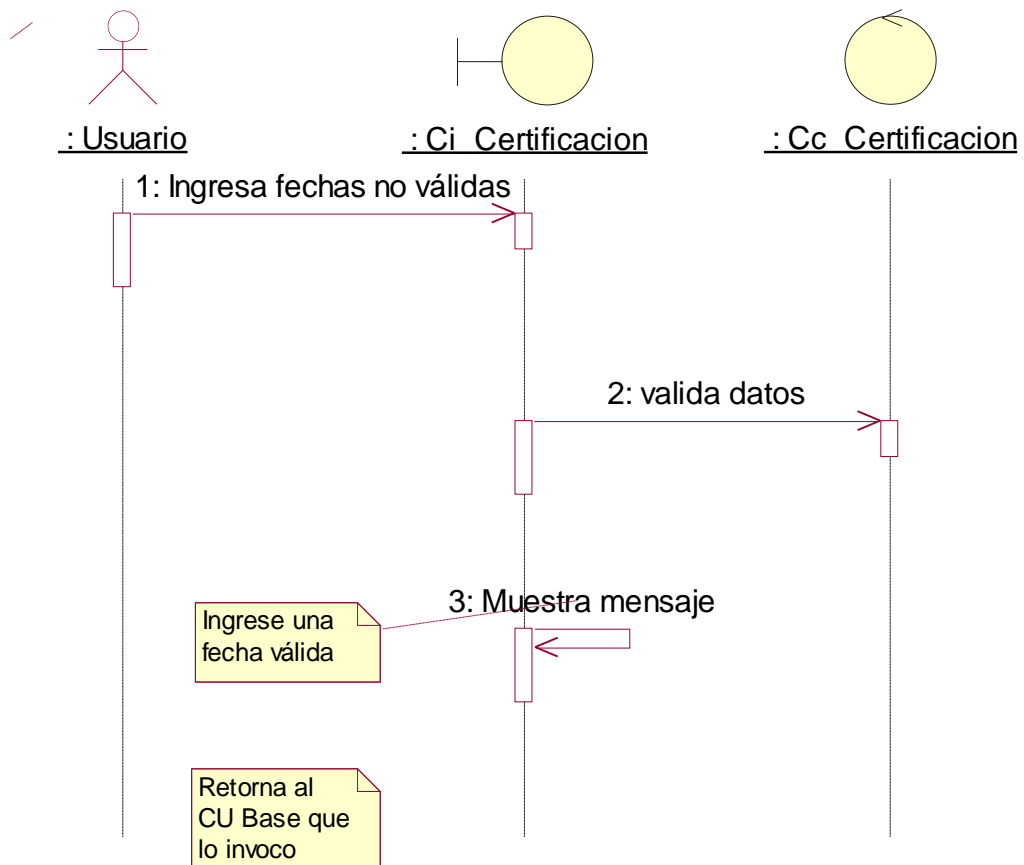 : Usuario
: Ci_Certificacion
: Cc_Certificacion
1: Ingresa fechas no válidas
2: valida datos
3: Muestra mensaje
Ingrese una
fecha válida
Retorna al
CU Base que
lo invoco